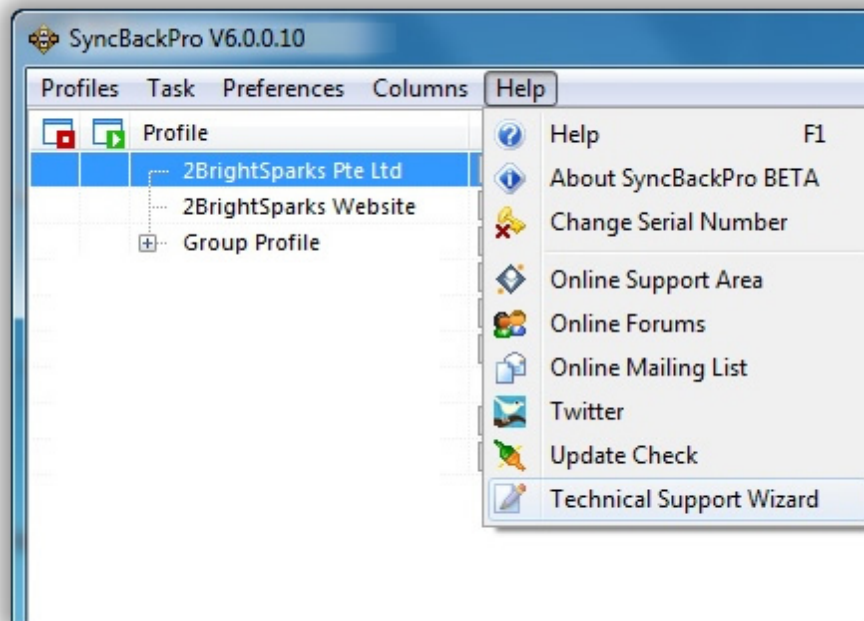 SyncBackPro V6.0.0.10
Profiles Task Preferences Columns Help
Profile
2BrightSparks Pte Ltd
2BrightSparks Website
Group Profile
Help F1
About SyncBackPro BETA
Change Serial Number
Online Support Area
Online Forums
Online Mailing List
Twitter
Update Check
Technical Support Wizard